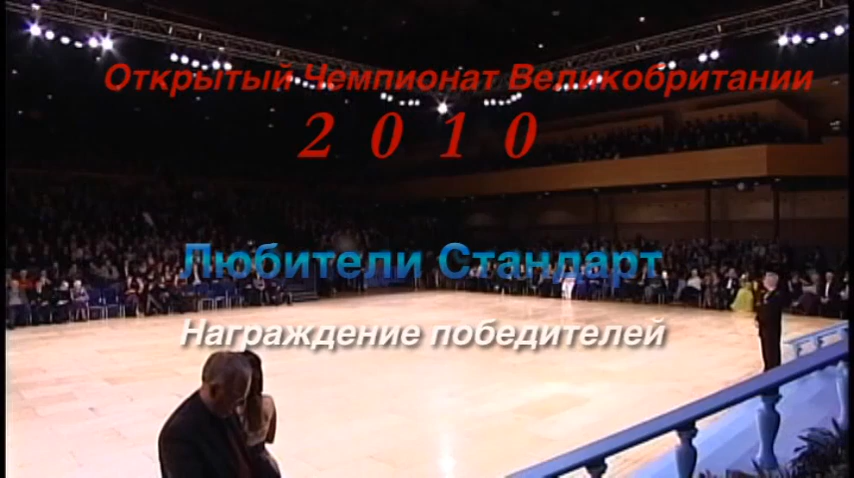 Открытый Чемпионат Великобритании
2010
Любители Стандарт
Награждение победителей